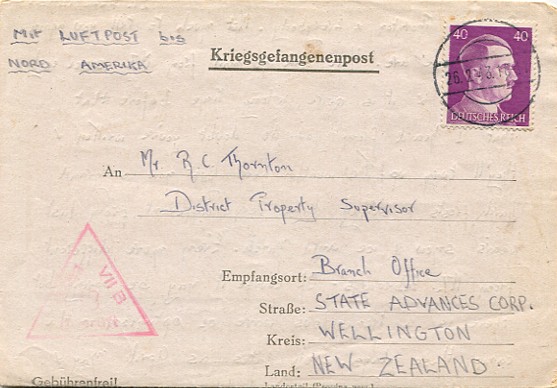 Mit LUFTPOST bis
NORD AMERIKA
Kriegsgefangenenpost
40 40
DEUTSCHES REICH
An Mr. R. C. Thornton
District Property Supervisor
Empfangsort: Branch Office
Straße: STATE ADVANCES CORP.
Kreis: WELLINGTON
Land: NEW ZEALAND.
VII B
Gebührenfrei!